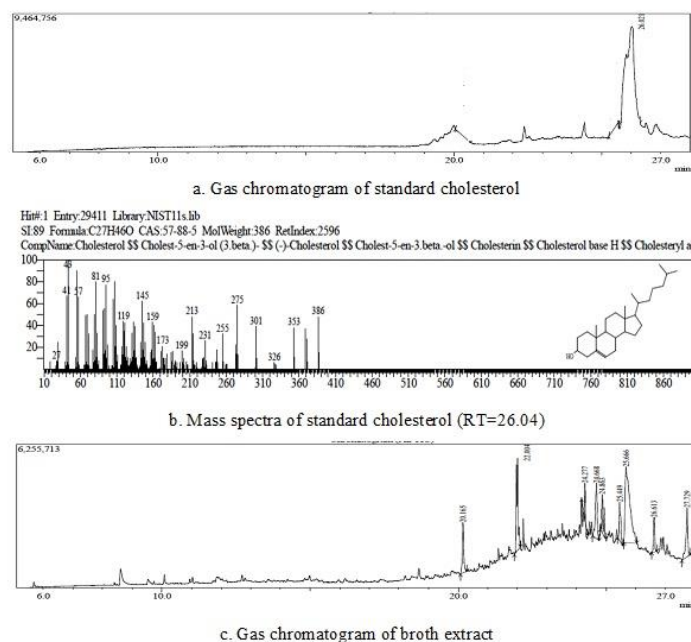 9,464,756
26.021
6.0 10.0 20.0 27.0
min
a. Gas chromatogram of standard cholesterol
Hit#:1 Entry:29411 Library:NIST11s.lib
SI:89 Formula:C27H46O CAS:57-88-5 MolWeight:386 RetIndex:2596
CompName:Cholesterol $$ Cholest-5-en-3-ol (3.beta.)- $$ (-)-Cholesterol $$ Cholest-5-en-3.beta.-ol $$ Cholesterin $$ Cholesterol base H $$ Cholesteryl a
100
80
60
40
20
43 41 57 81 95 145 275
27 119 159 173 213 199 231 255 301 326 353 386
HO
10 60 110 160 210 260 310 360 410 460 510 560 610 660 710 760 810 860
b. Mass spectra of standard cholesterol (RT=26.04)
6,255,713
20.165 24.277 24.668 25.449 25.666 26.613 27.729
6.0 10.0 20.0 27.0
min
c. Gas chromatogram of broth extract